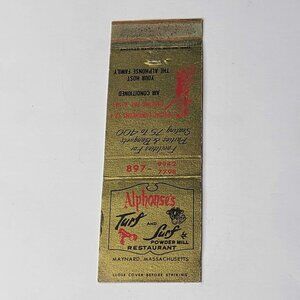 YOUR HOST
THE ALPHONSE FAMILY
AIR CONDITIONED
Facilities For
Parties & Banquets
Seating 75 to 400
897-
7798
Alphonse's
Turf
AND
Surf
POWDER MILL
RESTAURANT
MAYNARD, MASSACHUSETTS
CLOSE COVER BEFORE STRIKING